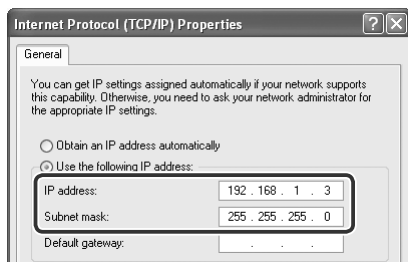 Internet Protocol (TCP/IP) Properties
General
You can get IP settings assigned automatically if your network supports
this capability. Otherwise, you need to ask your network administrator for
the appropriate IP settings.
Obtain an IP address automatically
Use the following IP address:
IP address: 192 . 168 . 1 . 3
Subnet mask: 255 . 255 . 255 . 0
Default gateway: . . .